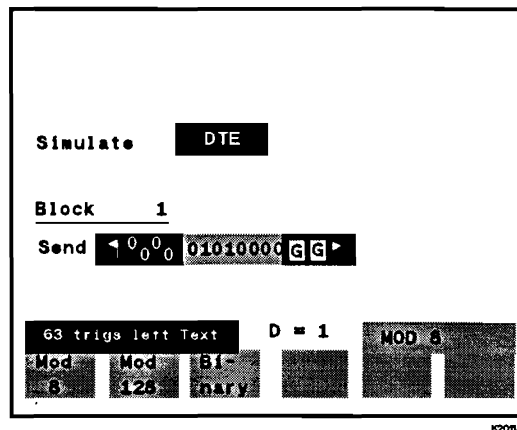 Simulate DTE
Block 1
Send 0000 01010000 G G
63 trigs left Text D = 1 MOD 8
Mod 8 Mod 128 Bi-nary